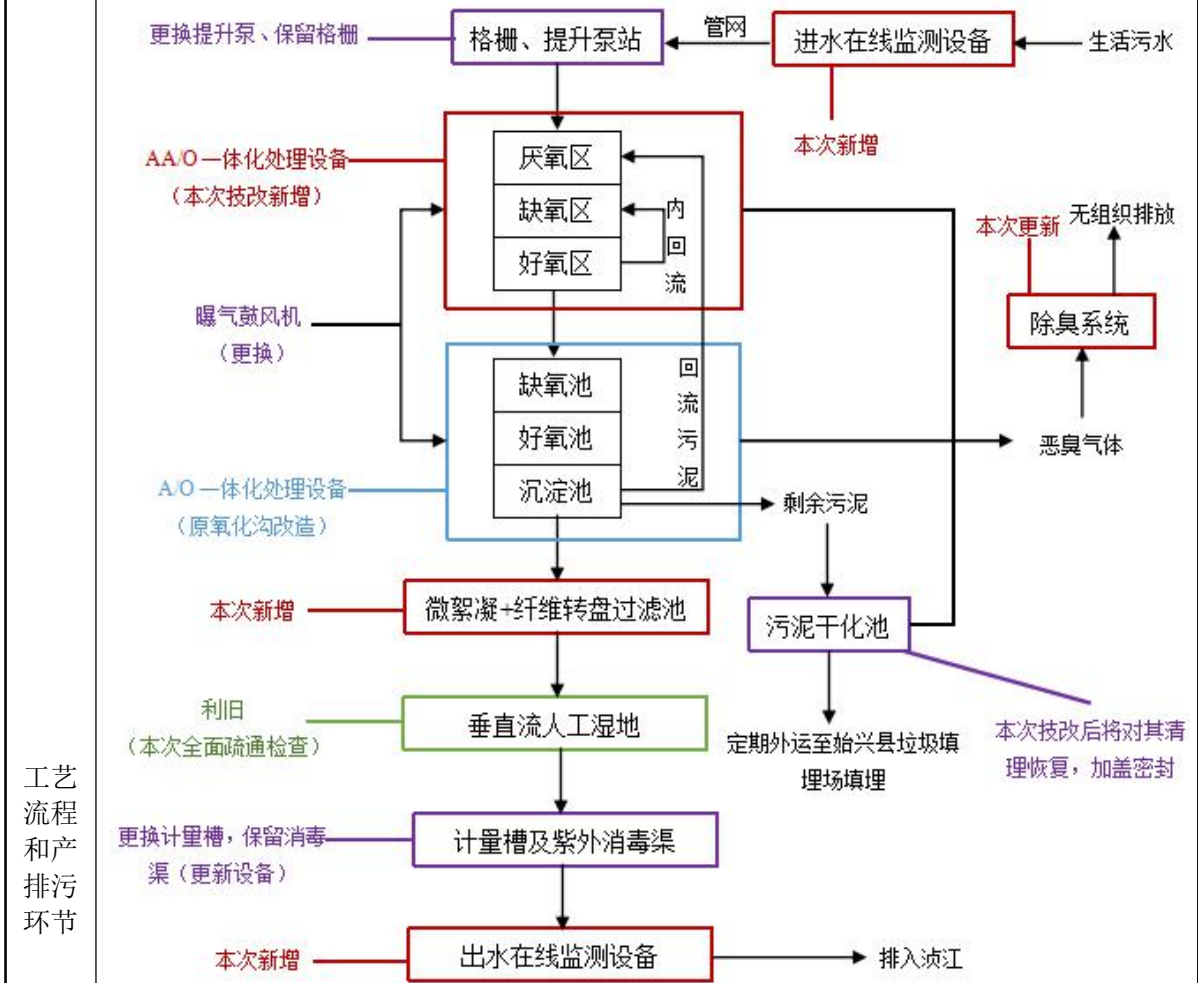 更换提升泵、保留格栅
格栅、提升泵站
管网
进水在线监测设备
生活污水
本次新增
AA/O 一体化处理设备
（本次技改新增）
厌氧区
缺氧区
好氧区
内回流
本次更新
无组织排放
除臭系统
恶臭气体
曝气鼓风机
（更换）
缺氧池
好氧池
沉淀池
回流污泥
A/O 一体化处理设备
（原氧化沟改造）
剩余污泥
本次新增
微絮凝+纤维转盘过滤池
污泥干化池
利旧
（本次全面疏通检查）
垂直流人工湿地
定期外运至始兴县垃圾填
埋场填埋
本次技改后将对其清
理恢复，加盖密封
更换计量槽，保留消毒
渠（更新设备）
计量槽及紫外消毒渠
本次新增
出水在线监测设备
排入浈江
工艺
流程
和产
排污
环节